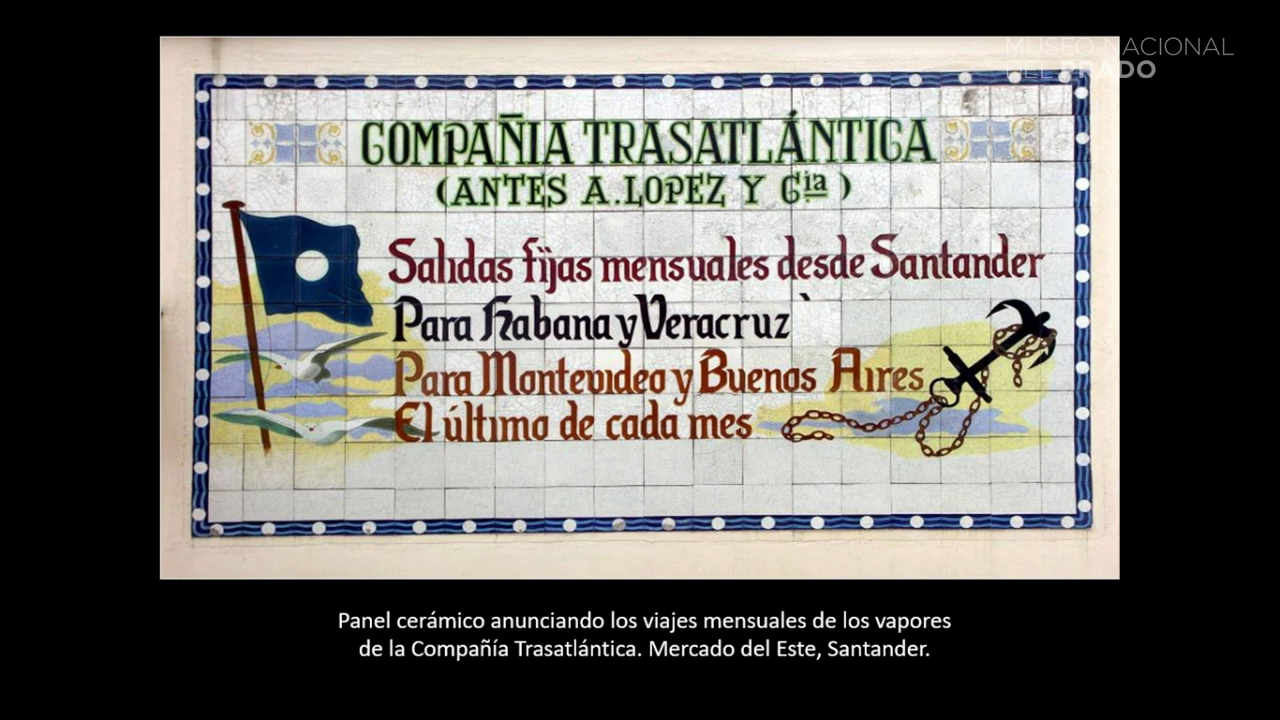 MUSEO NACIONAL
DEL PRADO
COMPAÑIA TRASATLÁNTICA
(ANTES A. LOPEZ Y Cia)
Salidas fijas mensuales desde Santander
Para Habana y Veracruz
Para Montevideo y Buenos Aires
El último de cada mes
Panel cerámico anunciando los viajes mensuales de los vapores
de la Compañía Trasatlántica. Mercado del Este, Santander.